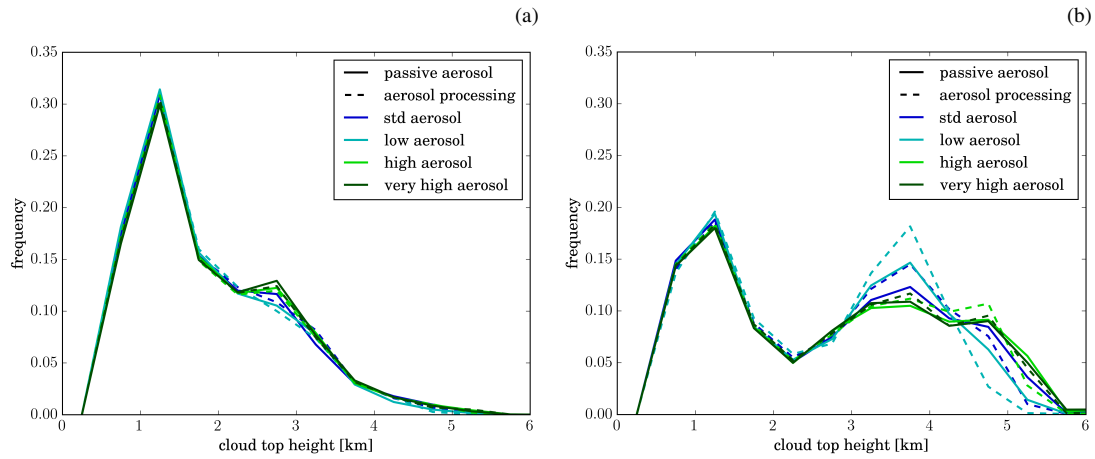 (a)
0.35
0.30
0.25
0.20
0.15
0.10
0.05
0.00
frequency
0 1 2 3 4 5 6
cloud top height [km]
passive aerosol
aerosol processing
std aerosol
low aerosol
high aerosol
very high aerosol
(b)
0.35
0.30
0.25
0.20
0.15
0.10
0.05
0.00
frequency
0 1 2 3 4 5 6
cloud top height [km]
passive aerosol
aerosol processing
std aerosol
low aerosol
high aerosol
very high aerosol